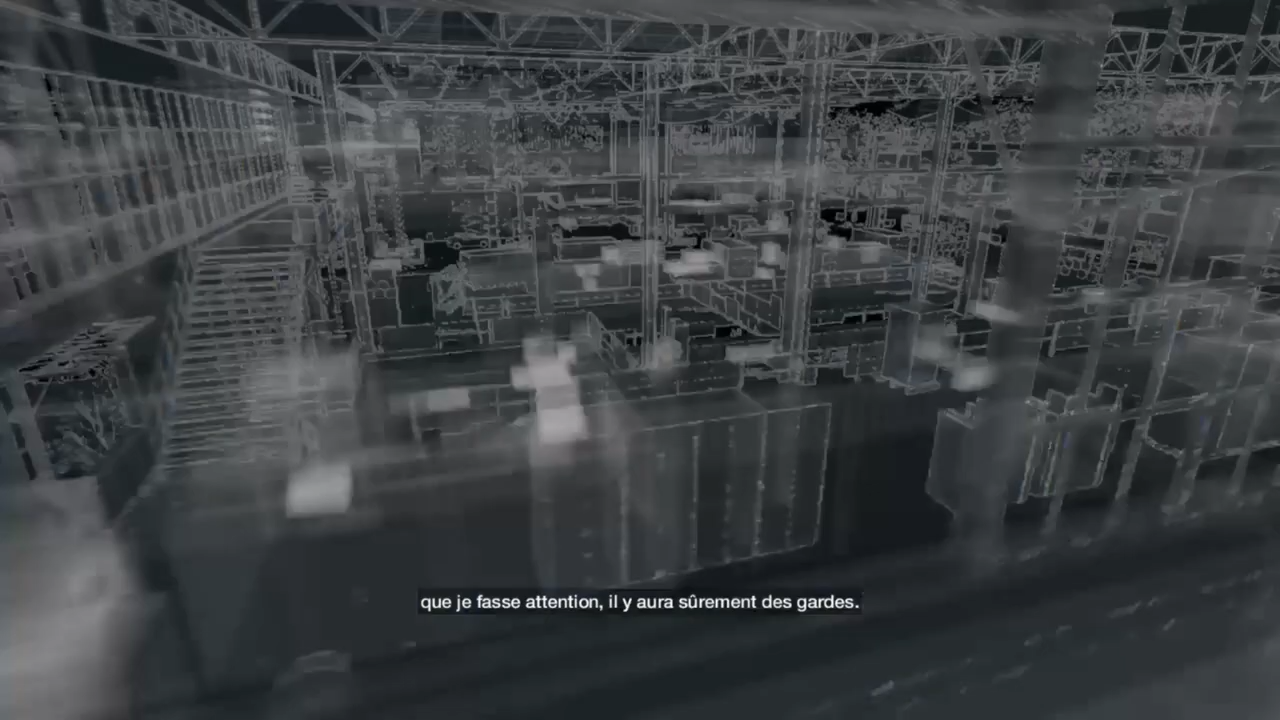 que je fasse attention, il y aura sûrement des gardes.